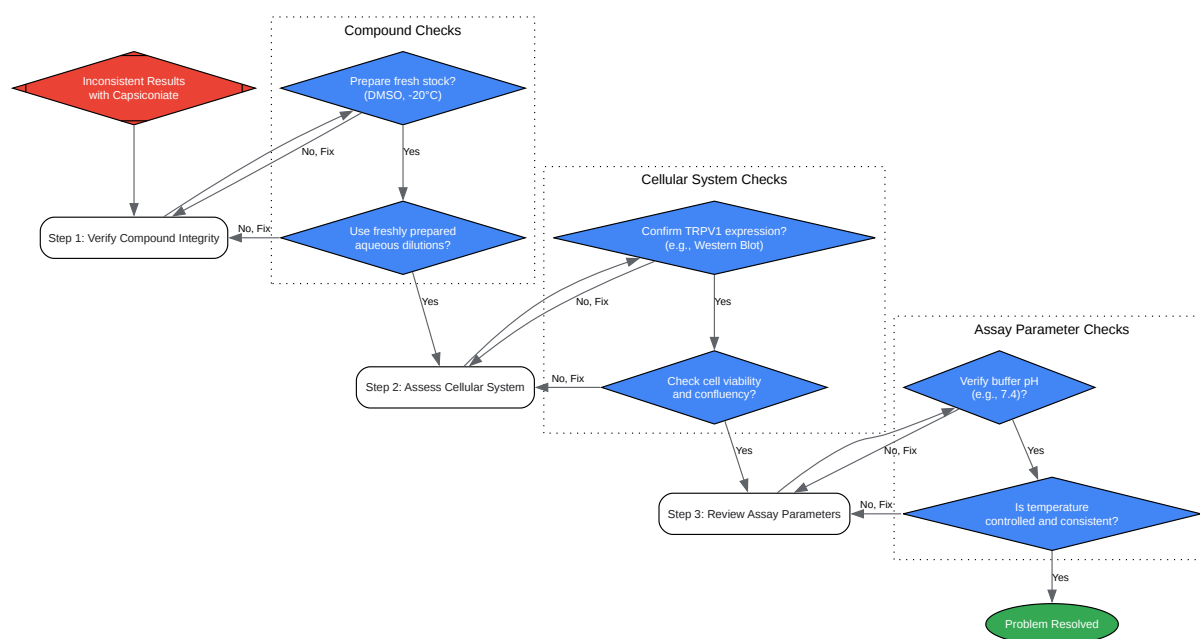 Compound Checks
Inconsistent Results
with Capsiconiate
Prepare fresh stock?
(DMSO, -20°C)
No, Fix
Yes
Cellular System Checks
Step 1: Verify Compound Integrity
No, Fix
Use freshly prepared
aqueous dilutions?
Confirm TRPV1 expression?
(e.g., Western Blot)
Yes
No, Fix
Yes
Assay Parameter Checks
Step 2: Assess Cellular System
No, Fix
Check cell viability
and confluency?
Verify buffer pH
(e.g., 7.4)?
Yes
No, Fix
Yes
Step 3: Review Assay Parameters
No, Fix
Is temperature
controlled and consistent?
Yes
Problem Resolved